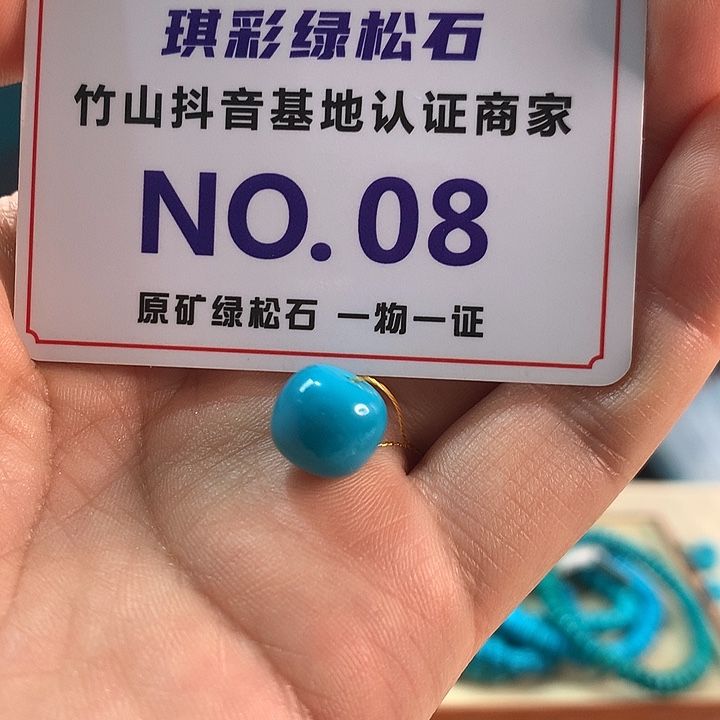 琪彩绿松石
竹山抖音基地认证商家
NO. 08
原矿绿松石 一物一证